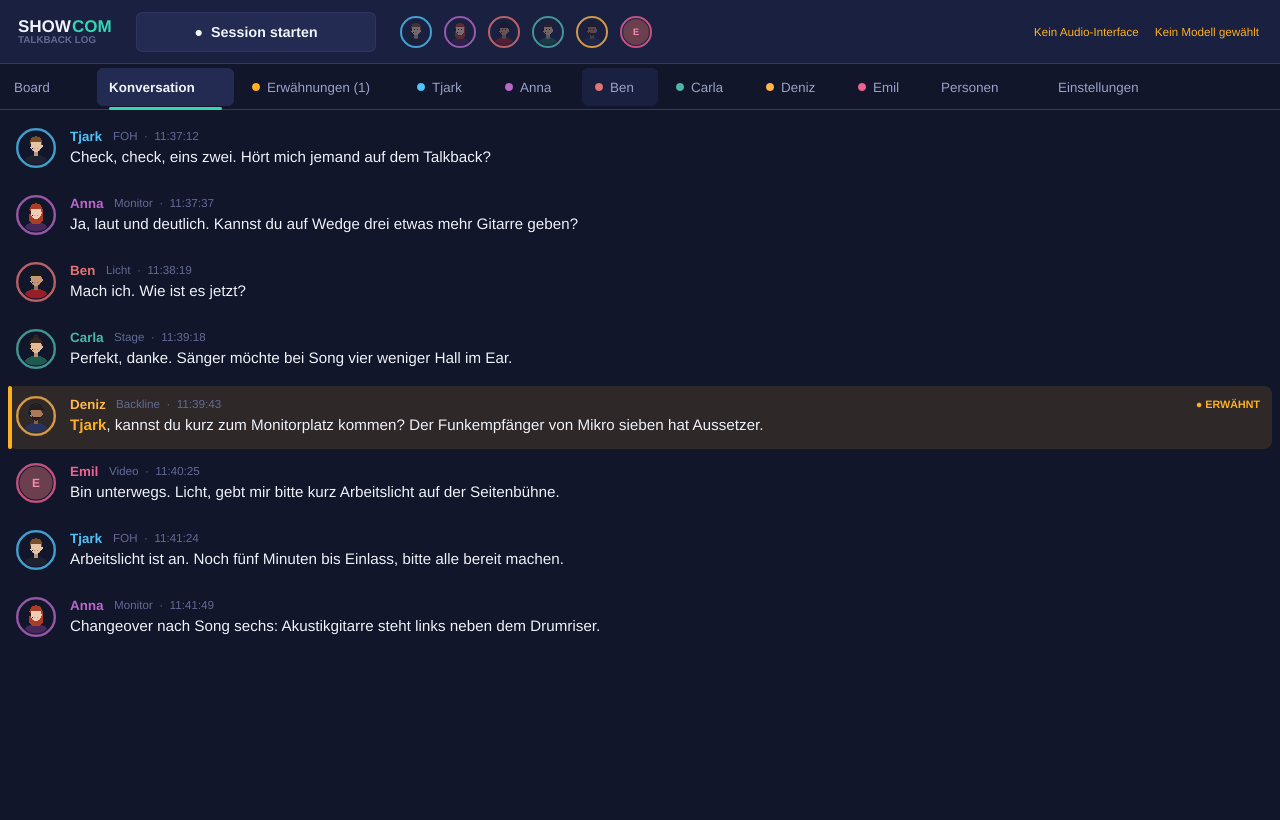 SHOWCOM
TALKBACK LOG
● Session starten
E
Kein Audio-Interface Kein Modell gewählt
Board Konversation Erwähnungen (1) Tjark Anna Ben Carla Deniz Emil Personen Einstellungen
Tjark FOH · 11:37:12
Check, check, eins zwei. Hört mich jemand auf dem Talkback?
Anna Monitor · 11:37:37
Ja, laut und deutlich. Kannst du auf Wedge drei etwas mehr Gitarre geben?
Ben Licht · 11:38:19
Mach ich. Wie ist es jetzt?
Carla Stage · 11:39:18
Perfekt, danke. Sänger möchte bei Song vier weniger Hall im Ear.
Deniz Backline · 11:39:43 ● ERWÄHNT
Tjark, kannst du kurz zum Monitorplatz kommen? Der Funkempfänger von Mikro sieben hat Aussetzer.
E
Emil Video · 11:40:25
Bin unterwegs. Licht, gebt mir bitte kurz Arbeitslicht auf der Seitenbühne.
Tjark FOH · 11:41:24
Arbeitslicht ist an. Noch fünf Minuten bis Einlass, bitte alle bereit machen.
Anna Monitor · 11:41:49
Changeover nach Song sechs: Akustikgitarre steht links neben dem Drumriser.